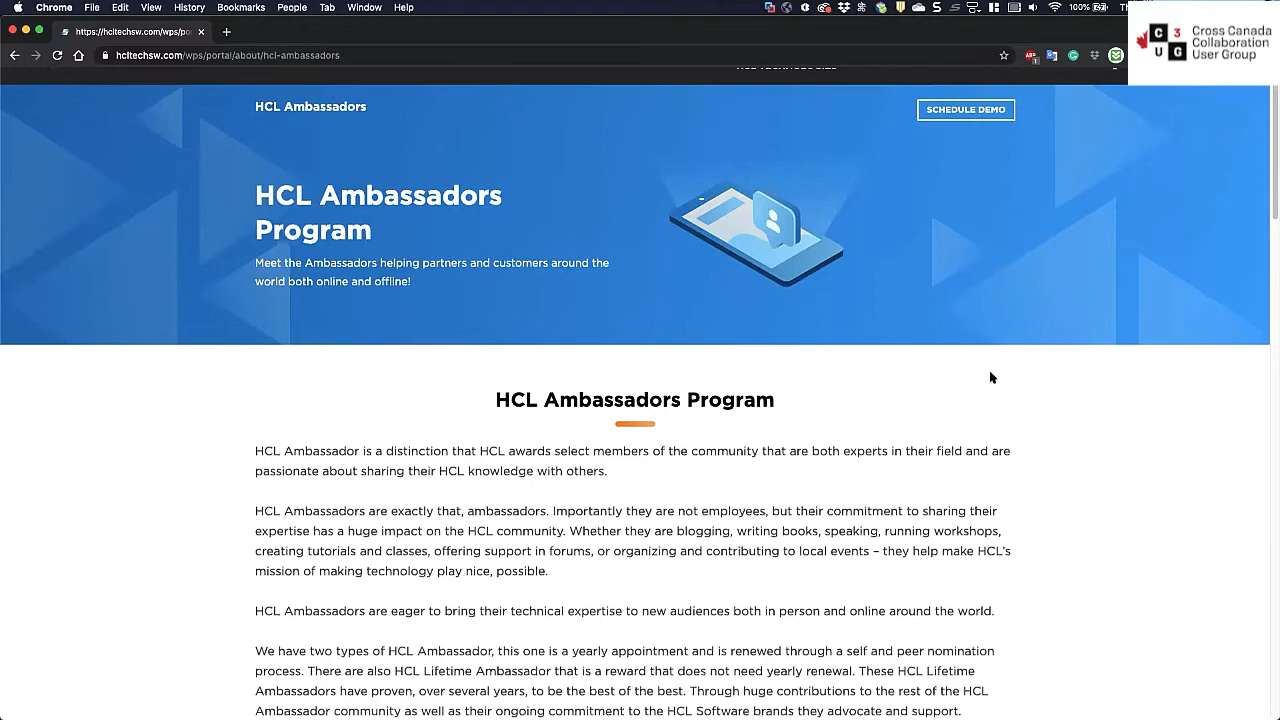 Chrome File Edit View History Bookmarks People Tab Window Help
100%
https://hcltechsw.com/wps/po
hcltechsw.com/wps/portal/about/hcl-ambassadors
C 3 U G
Cross Canada
Collaboration
User Group
HCL Ambassadors
SCHEDULE DEMO
HCL Ambassadors
Program
Meet the Ambassadors helping partners and customers around the
world both online and offline!
HCL Ambassadors Program
HCL Ambassador is a distinction that HCL awards select members of the community that are both experts in their field and are
passionate about sharing their HCL knowledge with others.
HCL Ambassadors are exactly that, ambassadors. Importantly they are not employees, but their commitment to sharing their
expertise has a huge impact on the HCL community. Whether they are blogging, writing books, speaking, running workshops,
creating tutorials and classes, offering support in forums, or organizing and contributing to local events – they help make HCL's
mission of making technology play nice, possible.
HCL Ambassadors are eager to bring their technical expertise to new audiences both in person and online around the world.
We have two types of HCL Ambassador, this one is a yearly appointment and is renewed through a self and peer nomination
process. There are also HCL Lifetime Ambassador that is a reward that does not need yearly renewal. These HCL Lifetime
Ambassadors have proven, over several years, to be the best of the best. Through huge contributions to the rest of the HCL
Ambassador community as well as their ongoing commitment to the HCL Software brands they advocate and support.